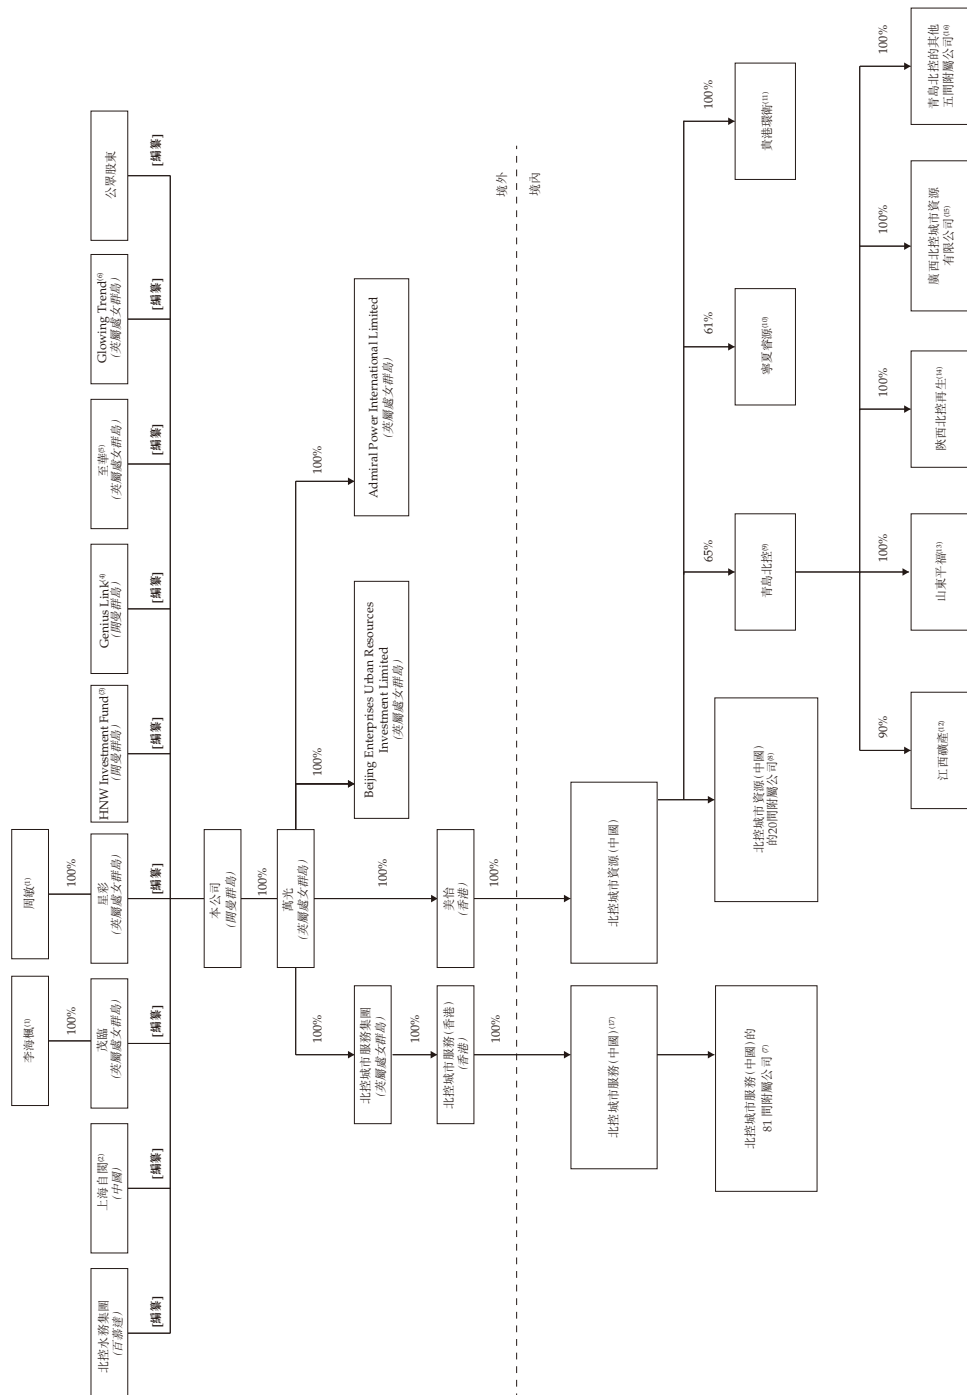 李海楓(1)
周敏(1)
100%
100%
北控水務集團
(百慕達)
上海自閱(2)
(中國)
茂臨
(英屬處女群島)
星彩
(英屬處女群島)
HNW Investment Fund(3)
(開曼群島)
Genius Link(4)
(開曼群島)
至華(5)
(英屬處女群島)
Glowing Trend(6)
(英屬處女群島)
公眾股東
[編纂]
[編纂]
[編纂]
[編纂]
[編纂]
[編纂]
[編纂]
[編纂]
[編纂]
本公司
(開曼群島)
100%
萬光
(英屬處女群島)
100%
100%
100%
100%
北控城市服務集團
(英屬處女群島)
Beijing Enterprises Urban Resources
Investment Limited
(英屬處女群島)
Admiral Power International Limited
(英屬處女群島)
100%
北控城市服務(香港)
(香港)
美怡
(香港)
100%
100%
境外
境內
北控城市服務(中國)(17)
北控城市資源(中國)
北控城市服務(中國)的
81 間附屬公司(7)
北控城市資源(中國)
的20間附屬公司(8)
65%
61%
100%
青島北控(9)
寧夏睿源(10)
貴港環衛(11)
90%
100%
100%
100%
100%
江西礦產(12)
山東平福(13)
陝西北控再生(14)
廣西北控城市資源
有限公司(15)
青島北控的其他
五間附屬公司(16)